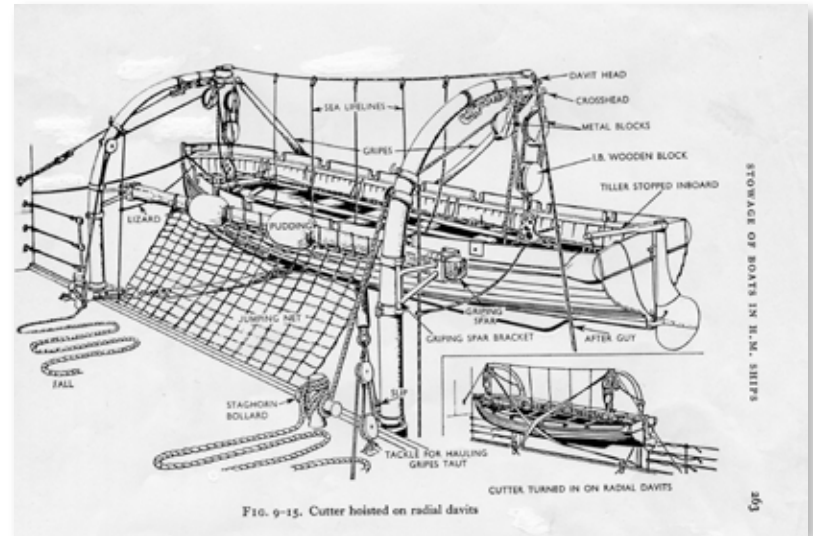 DAVIT HEAD
CROSSHEAD
SEA LIFELINES
METAL BLOCKS
GRIPES
I.B. WOODEN BLOCK
TILLER STOPPED INBOARD
LIZARD
PUDDING
JUMPING NET
GRIPING
SPAR
GRIPING SPAR BRACKET
AFTER GUY
FALL
STAGHORN
BOLLARD
SLIP
TACKLE FOR HAULING
GRIPES TAUT
CUTTER TURNED IN ON RADIAL DAVITS
FIG. 9-15. Cutter hoisted on radial davits
STOWAGE OF BOATS IN H.M. SHIPS
263